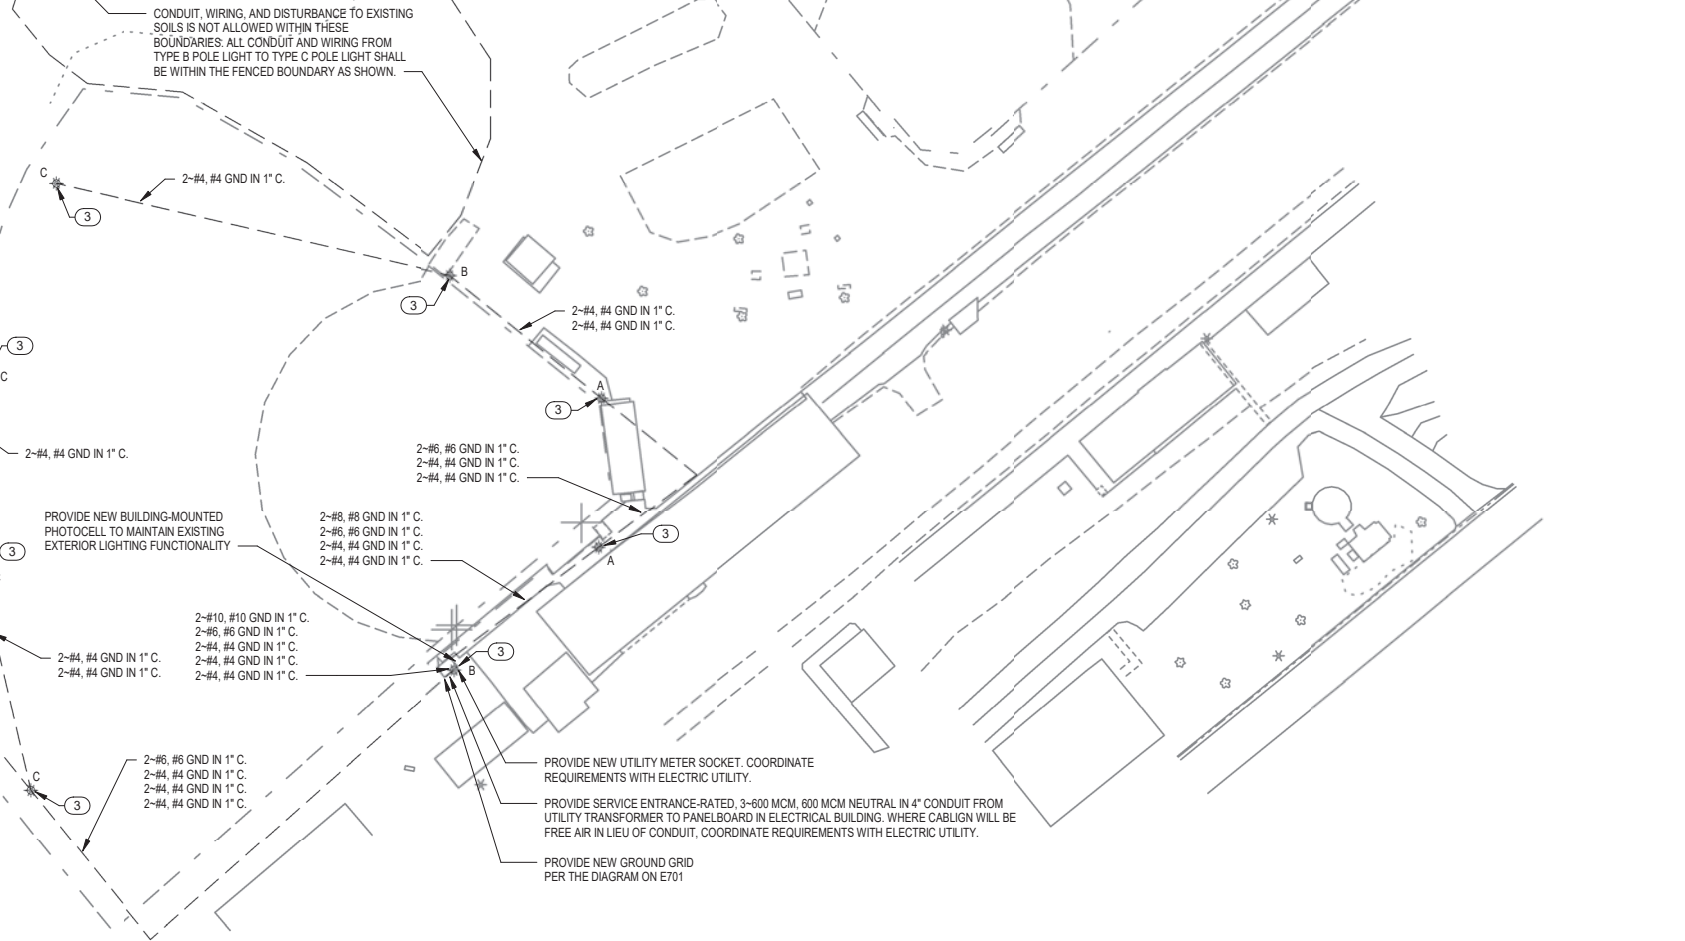 CONDUIT, WIRING, AND DISTURBANCE TO EXISTING
SOILS IS NOT ALLOWED WITHIN THESE
BOUNDARIES. ALL CONDUIT AND WIRING FROM
TYPE B POLE LIGHT TO TYPE C POLE LIGHT SHALL
BE WITHIN THE FENCED BOUNDARY AS SHOWN.
C
2~#4, #4 GND IN 1" C.
3
B
3
2~#4, #4 GND IN 1" C.
2~#4, #4 GND IN 1" C.
3
C
A
3
2~#4, #4 GND IN 1" C.
2~#6, #6 GND IN 1" C.
2~#4, #4 GND IN 1" C.
2~#4, #4 GND IN 1" C.
PROVIDE NEW BUILDING-MOUNTED
PHOTOCELL TO MAINTAIN EXISTING
EXTERIOR LIGHTING FUNCTIONALITY
2~#8, #8 GND IN 1" C.
2~#6, #6 GND IN 1" C.
2~#4, #4 GND IN 1" C.
2~#4, #4 GND IN 1" C.
3
3
A
2~#10, #10 GND IN 1" C.
2~#6, #6 GND IN 1" C.
2~#4, #4 GND IN 1" C.
2~#4, #4 GND IN 1" C.
2~#4, #4 GND IN 1" C.
3
B
2~#4, #4 GND IN 1" C.
2~#4, #4 GND IN 1" C.
C
3
2~#6, #6 GND IN 1" C.
2~#4, #4 GND IN 1" C.
2~#4, #4 GND IN 1" C.
2~#4, #4 GND IN 1" C.
PROVIDE NEW UTILITY METER SOCKET. COORDINATE
REQUIREMENTS WITH ELECTRIC UTILITY.
PROVIDE SERVICE ENTRANCE-RATED, 3~600 MCM, 600 MCM NEUTRAL IN 4" CONDUIT FROM
UTILITY TRANSFORMER TO PANELBOARD IN ELECTRICAL BUILDING. WHERE CABLIGN WILL BE
FREE AIR IN LIEU OF CONDUIT, COORDINATE REQUIREMENTS WITH ELECTRIC UTILITY.
PROVIDE NEW GROUND GRID
PER THE DIAGRAM ON E701